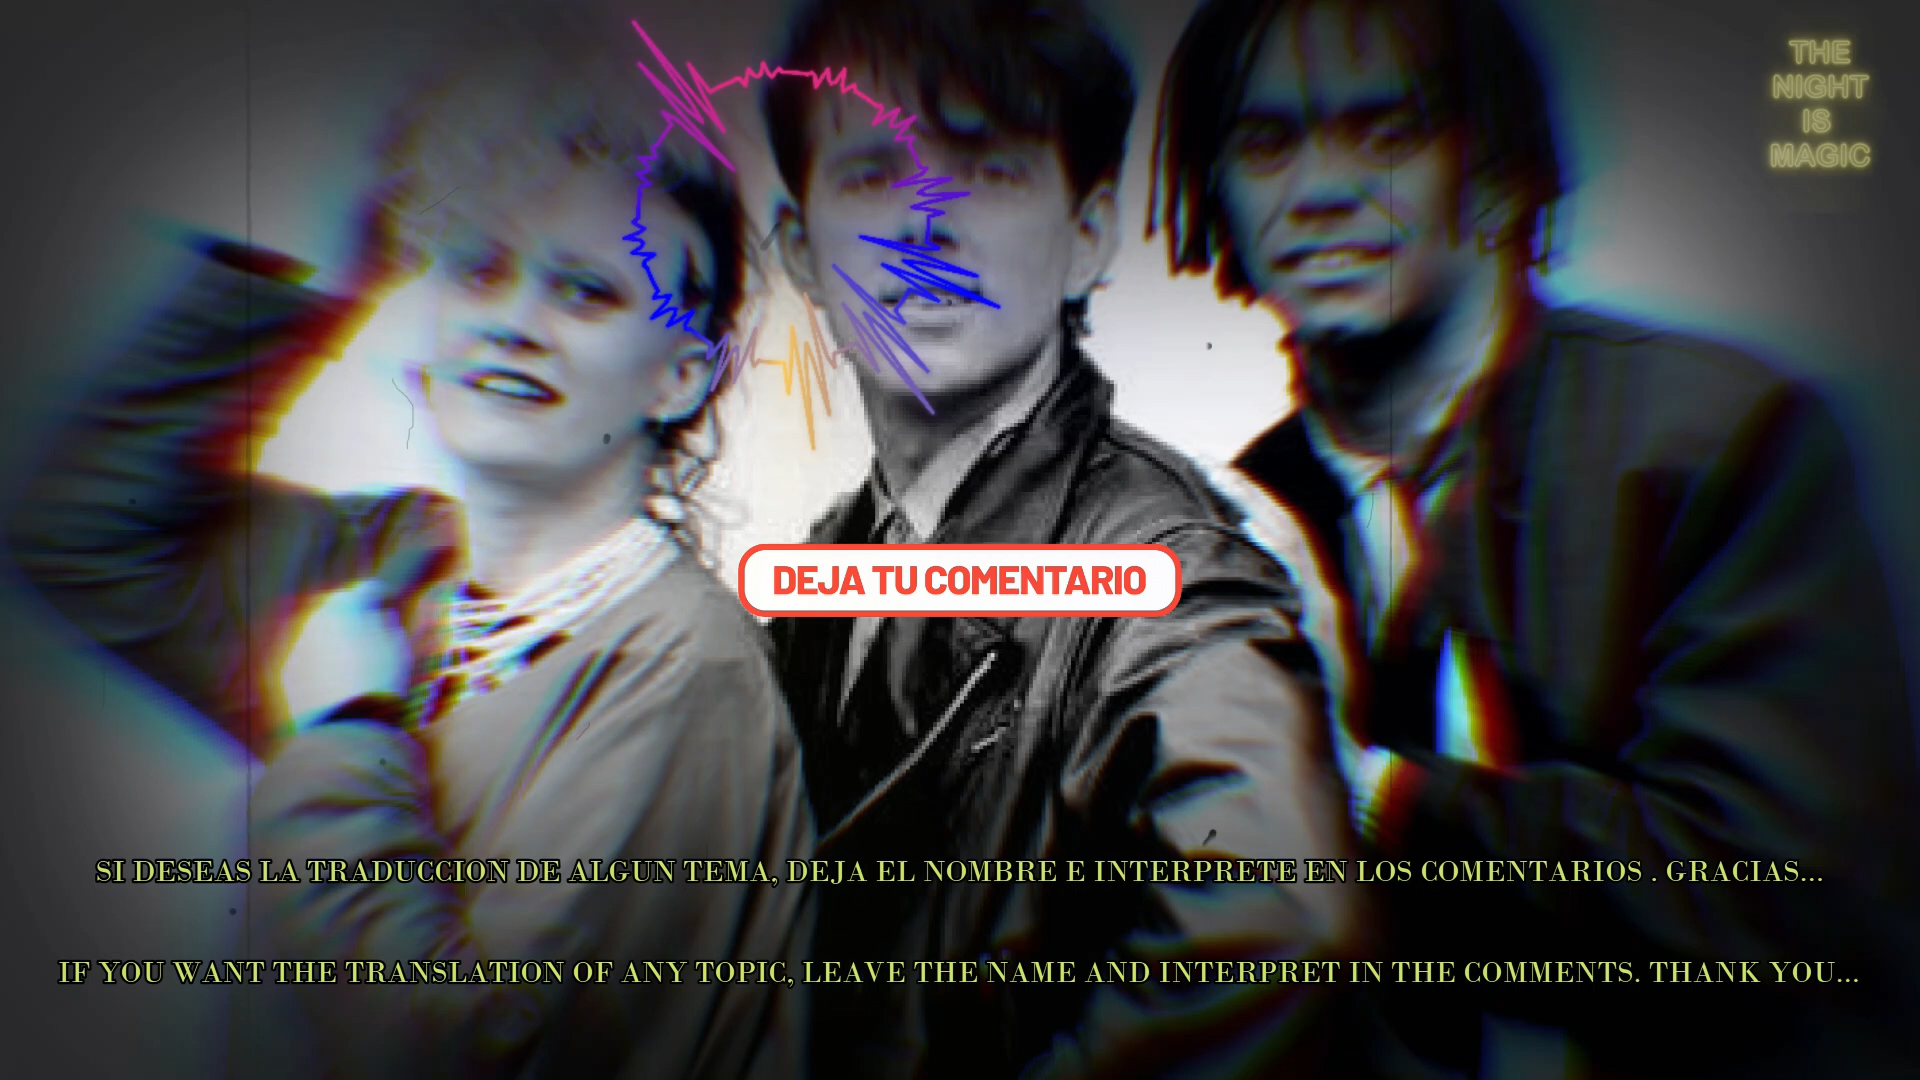 THE
NIGHT
IS
MAGIC
DEJA TU COMENTARIO
SI DESEAS LA TRADUCCION DE ALGUN TEMA, DEJA EL NOMBRE E INTERPRETE EN LOS COMENTARIOS . GRACIAS...
IF YOU WANT THE TRANSLATION OF ANY TOPIC, LEAVE THE NAME AND INTERPRET IN THE COMMENTS. THANK YOU...